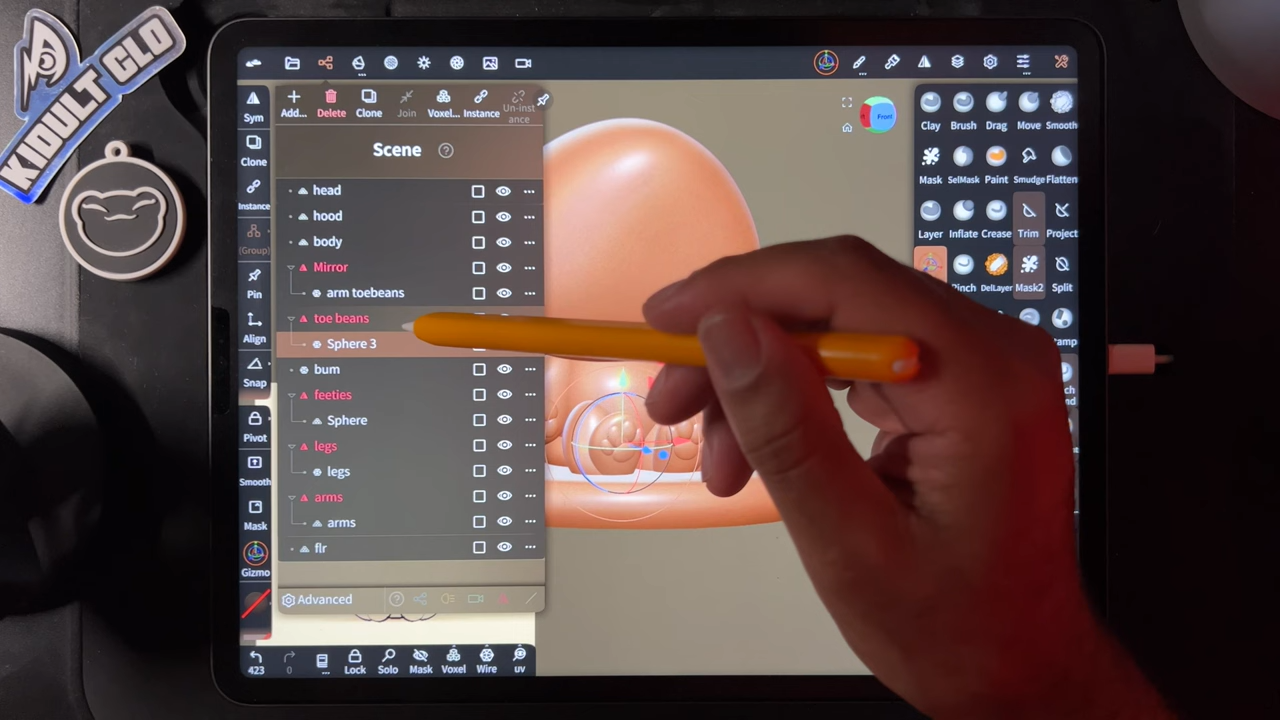 KIDULT CLO
Add...
Delete
Clone
Join
Voxel...
Instance
Un-inst
ance
Scene
?
head
hood
body
Mirror
arm toebeans
toe beans
Sphere 3
bum
feeties
Sphere
legs
legs
arms
arms
flr
Advanced
?
Sym
Clone
Instance
(Group)
Pin
Align
Snap
Pivot
Smooth
Mask
Gizmo
423
0
...
Lock
Solo
Mask
Voxel
Wire
uv
Front
Clay
Brush
Drag
Move
Smooth
Mask
SelMask
Paint
Smudge
Flatten
Layer
Inflate
Crease
Trim
Project
Pinch
DelLayer
Mask2
Split